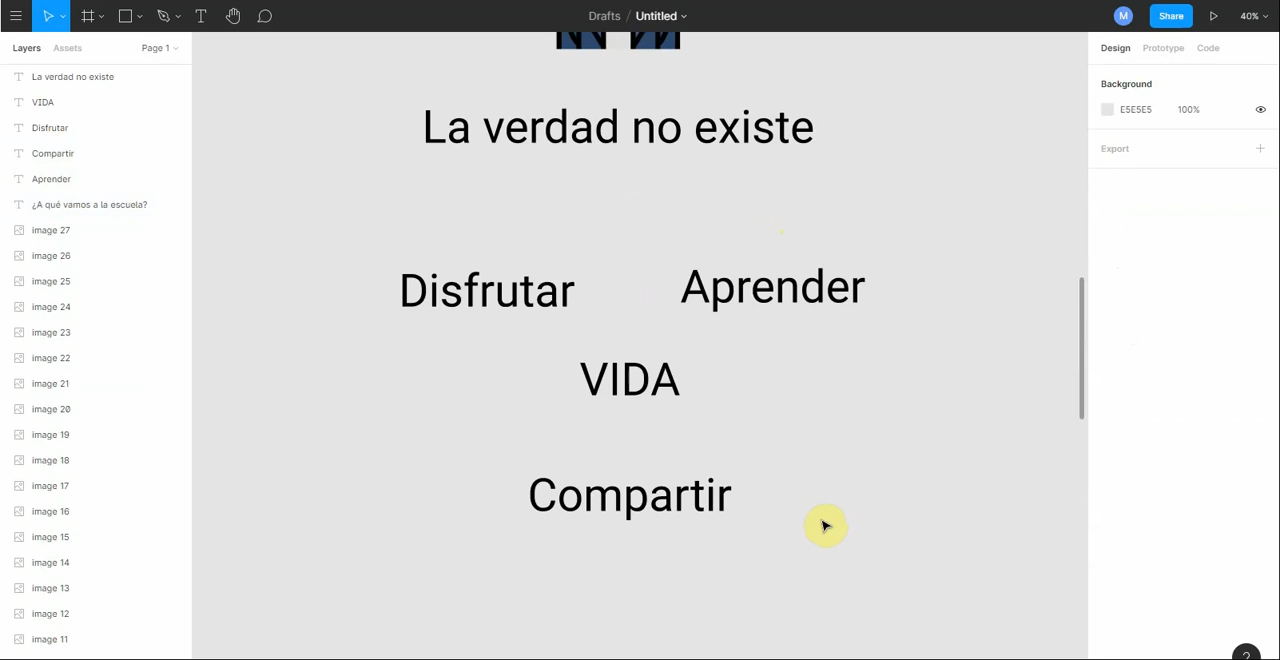 Drafts / Untitled
M
Share
40%
Layers
Assets
Page 1
La verdad no existe
VIDA
Disfrutar
Compartir
Aprender
¿A qué vamos a la escuela?
image 27
image 26
image 25
image 24
image 23
image 22
image 21
image 20
image 19
image 18
image 17
image 16
image 15
image 14
image 13
image 12
image 11
La verdad no existe
Disfrutar
Aprender
VIDA
Compartir
Design
Prototype
Code
Background
E5E5E5
100%
Export
?